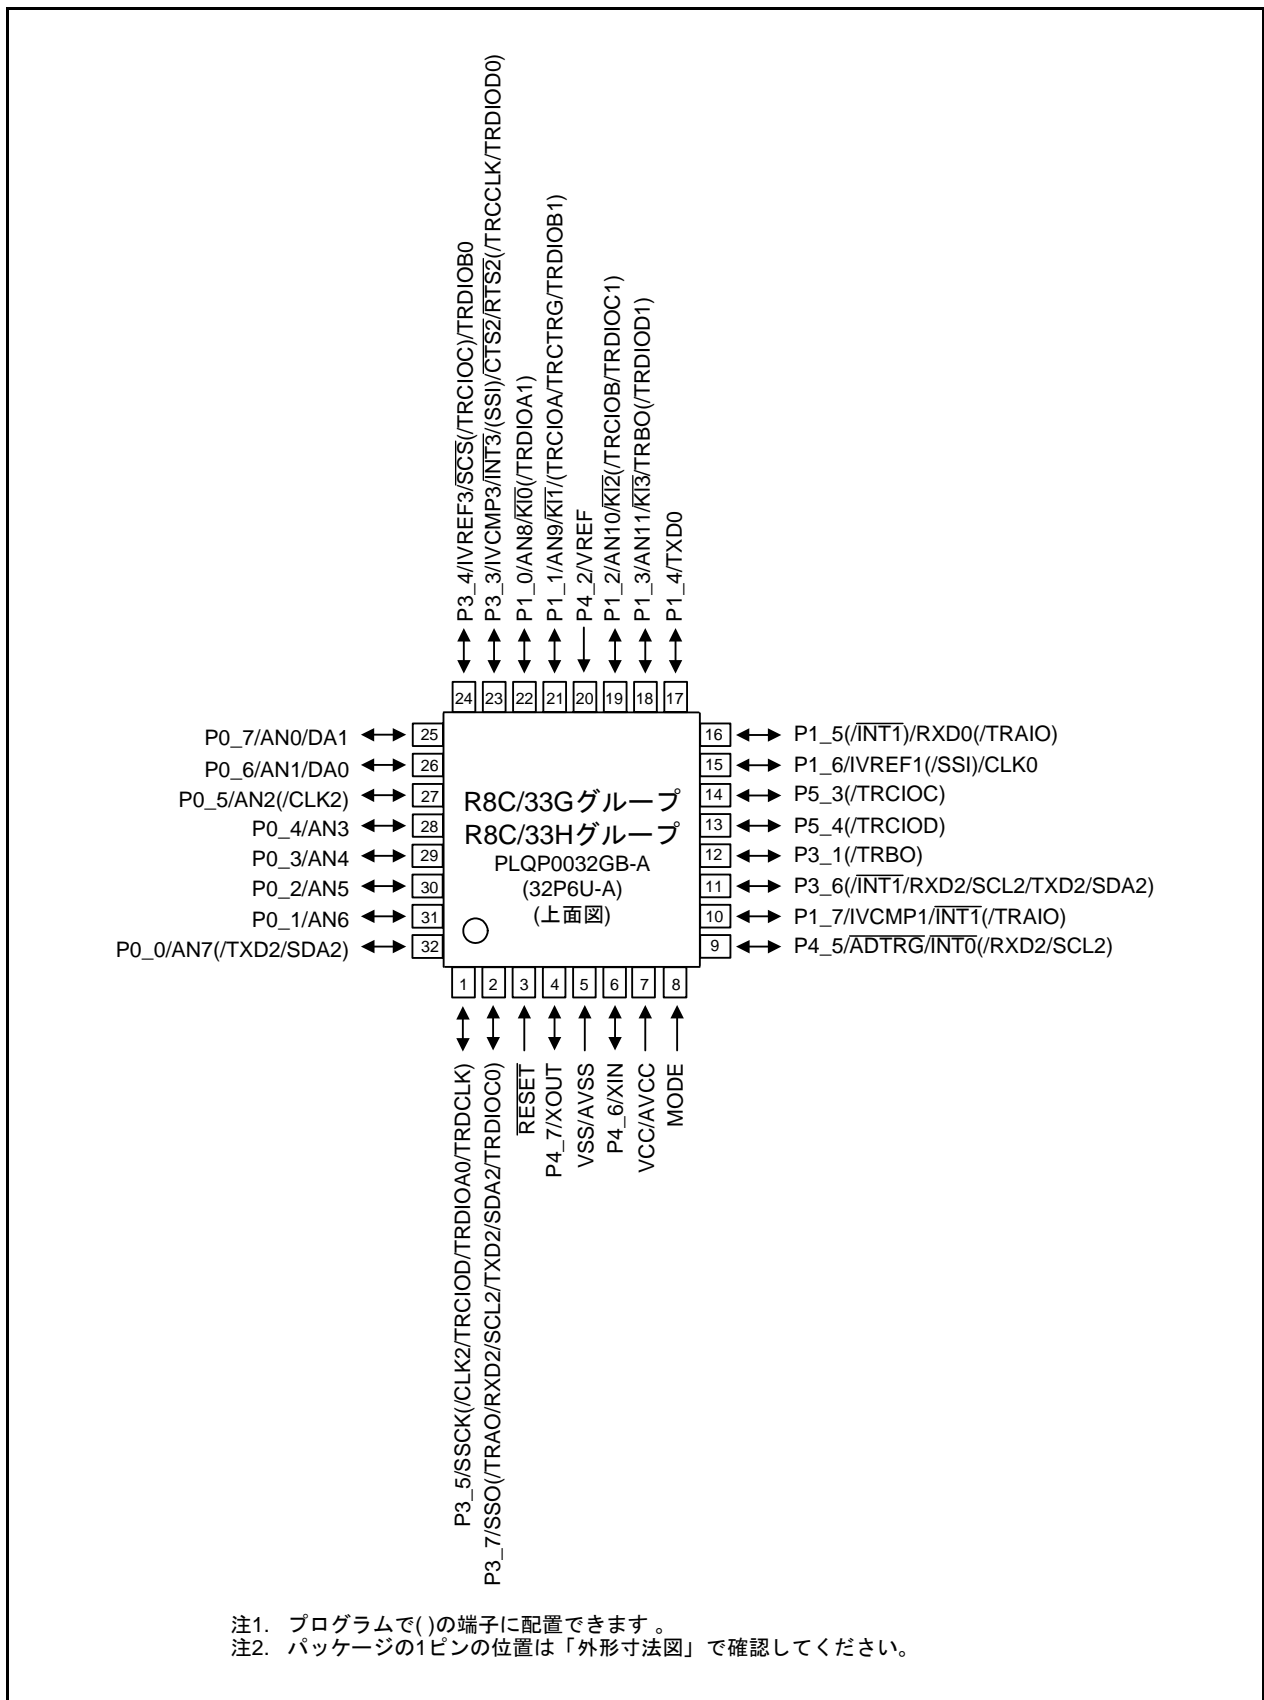 P3_4/IVREF3/SCS(/TRCIOC)/TRDIOB0
P3_3/IVCMP3/INT3/(SSI)/CTS2/RTS2(/TRCCLK/TRDIOD0)
P1_0/AN8/KI0(/TRDIOA1)
P1_1/AN9/KI1/(TRCIOA/TRCTRG/TRDIOB1)
P4_2/VREF
P1_2/AN10/KI2(/TRCIOB/TRDIOC1)
P1_3/AN11/KI3/TRBO(/TRDIOD1)
P1_4/TXD0
24 23 22 21 20 19 18 17
P0_7/AN0/DA1 25
P0_6/AN1/DA0 26
P0_5/AN2(/CLK2) 27
P0_4/AN3 28
P0_3/AN4 29
P0_2/AN5 30
P0_1/AN6 31
P0_0/AN7(/TXD2/SDA2) 32
R8C/33Gグループ
R8C/33Hグループ
PLQP0032GB-A
(32P6U-A)
(上面図)
16 P1_5(/INT1)/RXD0(/TRAIO)
15 P1_6/IVREF1(/SSI)/CLK0
14 P5_3(/TRCIOC)
13 P5_4(/TRCIOD)
12 P3_1(/TRBO)
11 P3_6(/INT1/RXD2/SCL2/TXD2/SDA2)
10 P1_7/IVCMP1/INT1(/TRAIO)
9 P4_5/ADTRG/INT0(/RXD2/SCL2)
1 2 3 4 5 6 7 8
P3_5/SSCK(/CLK2/TRCIOD/TRDIOA0/TRDCLK)
P3_7/SSO(/TRAO/RXD2/SCL2/TXD2/SDA2/TRDIOC0)
RESET
P4_7/XOUT
VSS/AVSS
P4_6/XIN
VCC/AVCC
MODE
注1. プログラムで( )の端子に配置できます。
注2. パッケージの1ピンの位置は「外形寸法図」で確認してください。